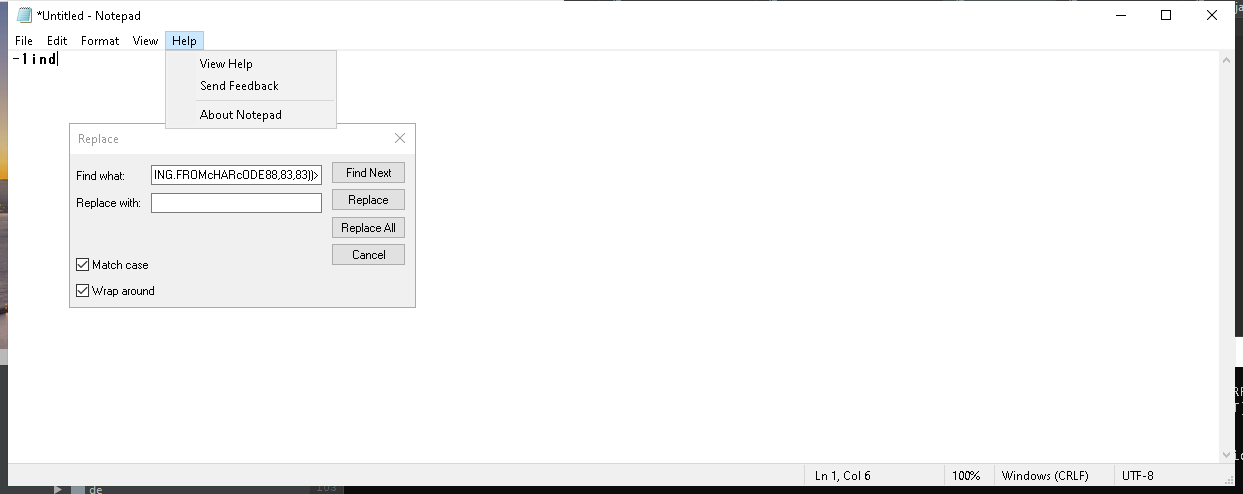 *Untitled - Notepad
File Edit Format View Help
-1ind
View Help
Send Feedback
About Notepad
Replace
Find what: ING.FROMcHARcODE88,83,83))> Find Next
Replace with: Replace
Replace All
Cancel
Match case
Wrap around
Ln 1, Col 6 100% Windows (CRLF) UTF-8
de 103